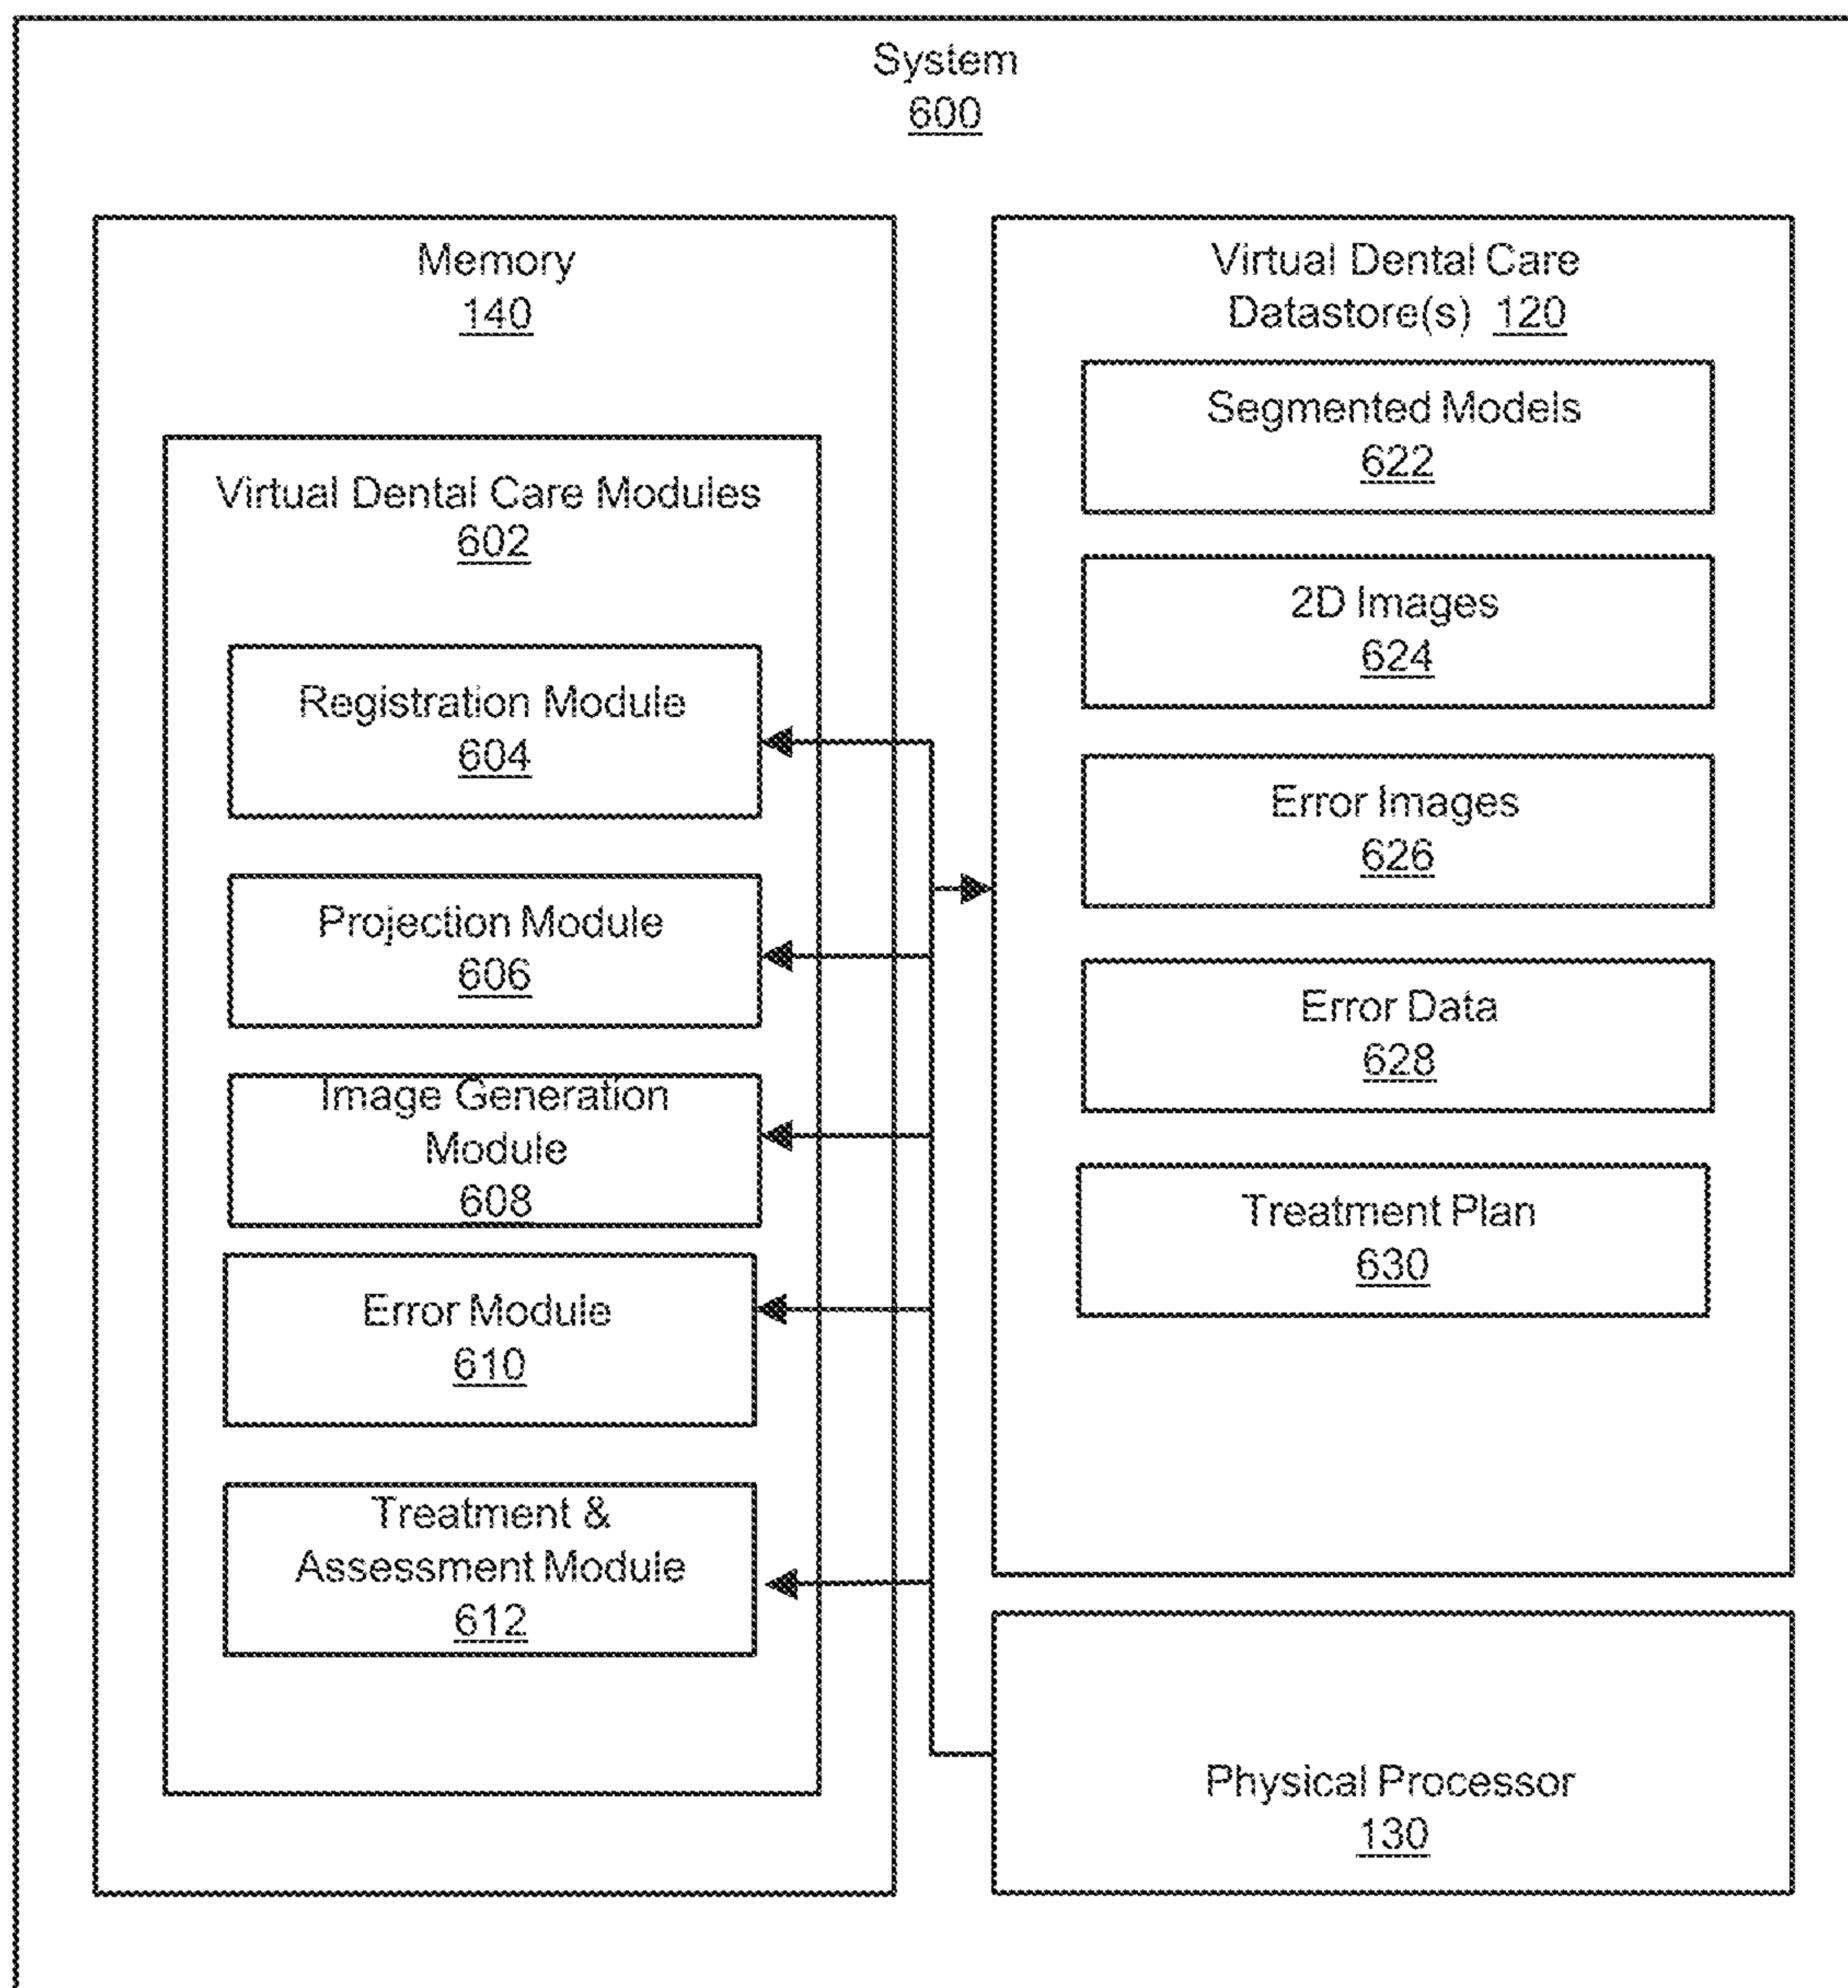 System
600
Memory
140
Virtual Dental Care Modules
602
Registration Module
604
Projection Module
606
Image Generation
Module
608
Error Module
610
Treatment &
Assessment Module
612
Virtual Dental Care
Datastore(s) 120
Segmented Models
622
2D Images
624
Error Images
626
Error Data
628
Treatment Plan
630
Physical Processor
130